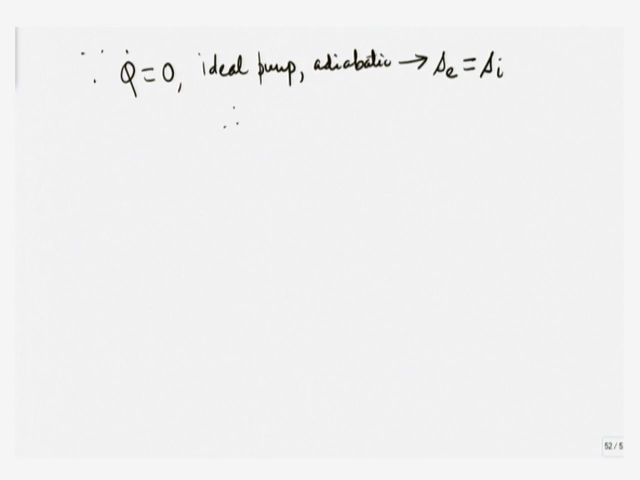 ∵ Q̇ = 0, ideal pump, adiabatic → se = si
∴
52 / 5